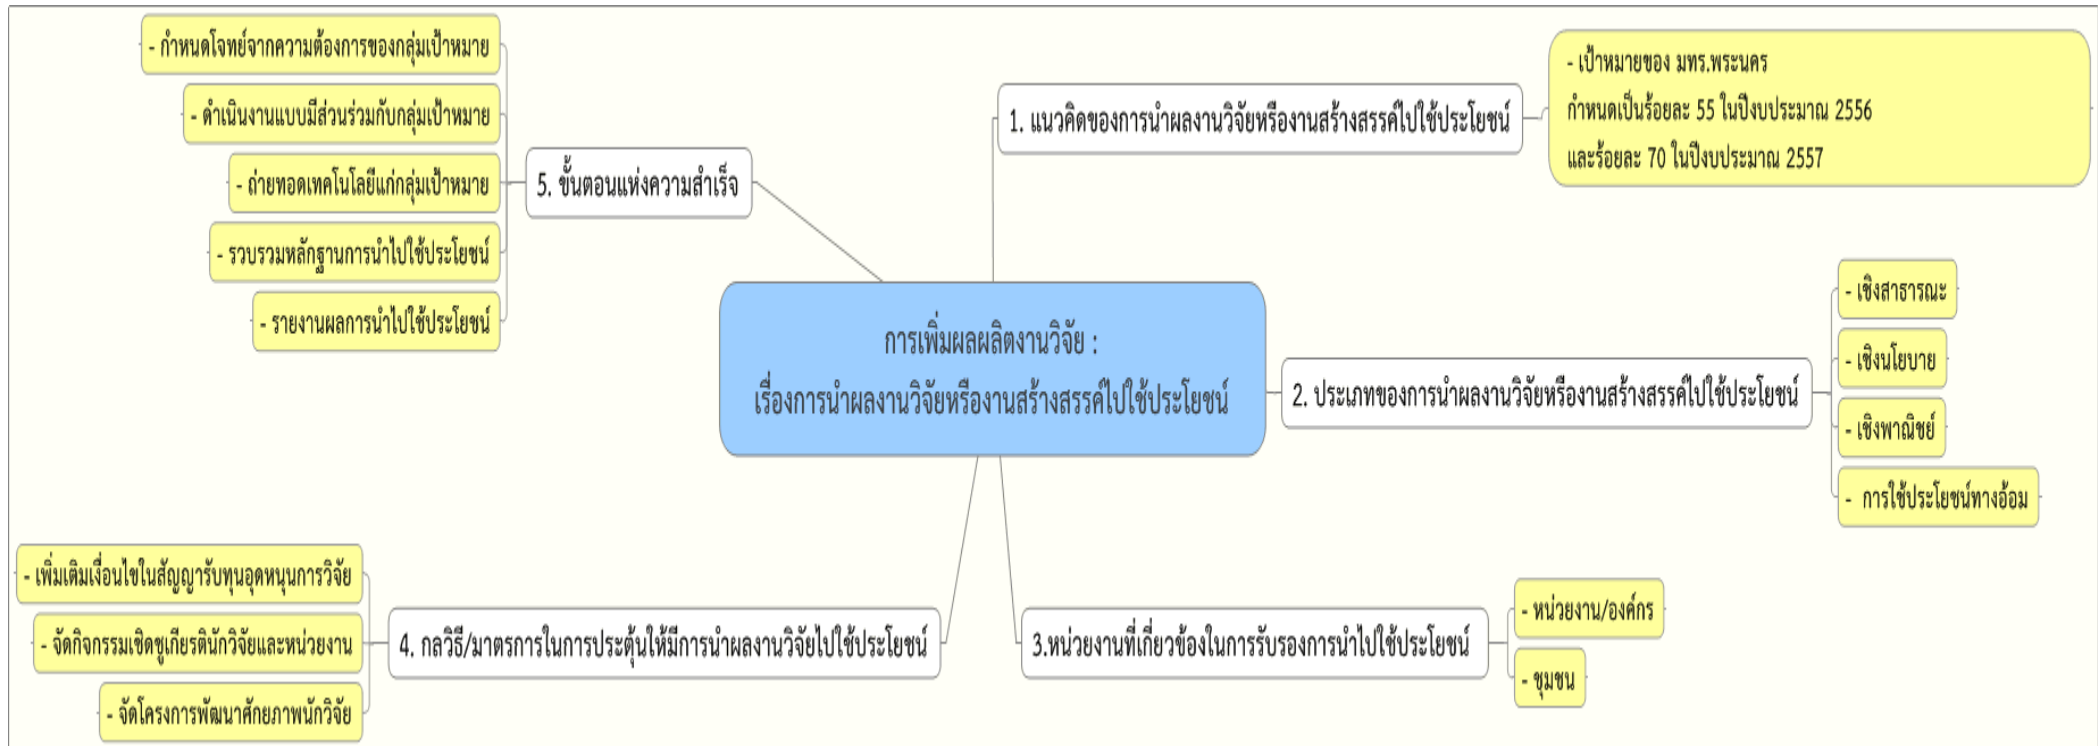 การเพิ่มผลผลิตงานวิจัย :
เรื่องการนำผลงานวิจัยหรืองานสร้างสรรค์ไปใช้ประโยชน์
1. แนวคิดของการนำผลงานวิจัยหรืองานสร้างสรรค์ไปใช้ประโยชน์
- เป้าหมายของ มทร.พระนคร
กำหนดเป็นร้อยละ 55 ในปีงบประมาณ 2556
และร้อยละ 70 ในปีงบประมาณ 2557
2. ประเภทของการนำผลงานวิจัยหรืองานสร้างสรรค์ไปใช้ประโยชน์
- เชิงสาธารณะ
- เชิงนโยบาย
- เชิงพาณิชย์
- การใช้ประโยชน์ทางอ้อม
3.หน่วยงานที่เกี่ยวข้องในการรับรองการนำไปใช้ประโยชน์
- หน่วยงาน/องค์กร
- ชุมชน
4. กลวิธี/มาตรการในการประตุ้นให้มีการนำผลงานวิจัยไปใช้ประโยชน์
- เพิ่มเติมเงื่อนไขในสัญญารับทุนอุดหนุนการวิจัย
- จัดกิจกรรมเชิดชูเกียรตินักวิจัยและหน่วยงาน
- จัดโครงการพัฒนาศักยภาพนักวิจัย
5. ขั้นตอนแห่งความสำเร็จ
- กำหนดโจทย์จากความต้องการของกลุ่มเป้าหมาย
- ดำเนินงานแบบมีส่วนร่วมกับกลุ่มเป้าหมาย
- ถ่ายทอดเทคโนโลยีแก่กลุ่มเป้าหมาย
- รวบรวมหลักฐานการนำไปใช้ประโยชน์
- รายงานผลการนำไปใช้ประโยชน์